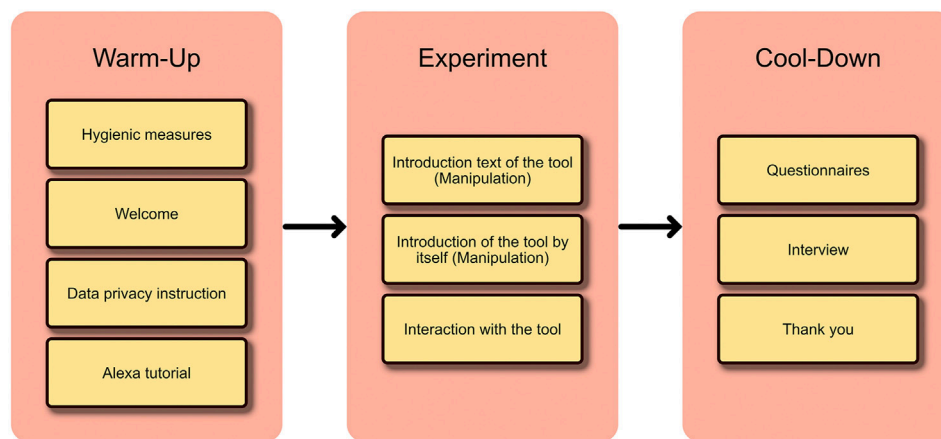 Warm-Up
Hygienic measures
Welcome
Data privacy instruction
Alexa tutorial
Experiment
Introduction text of the tool
(Manipulation)
Introduction of the tool by
itself (Manipulation)
Interaction with the tool
Cool-Down
Questionnaires
Interview
Thank you